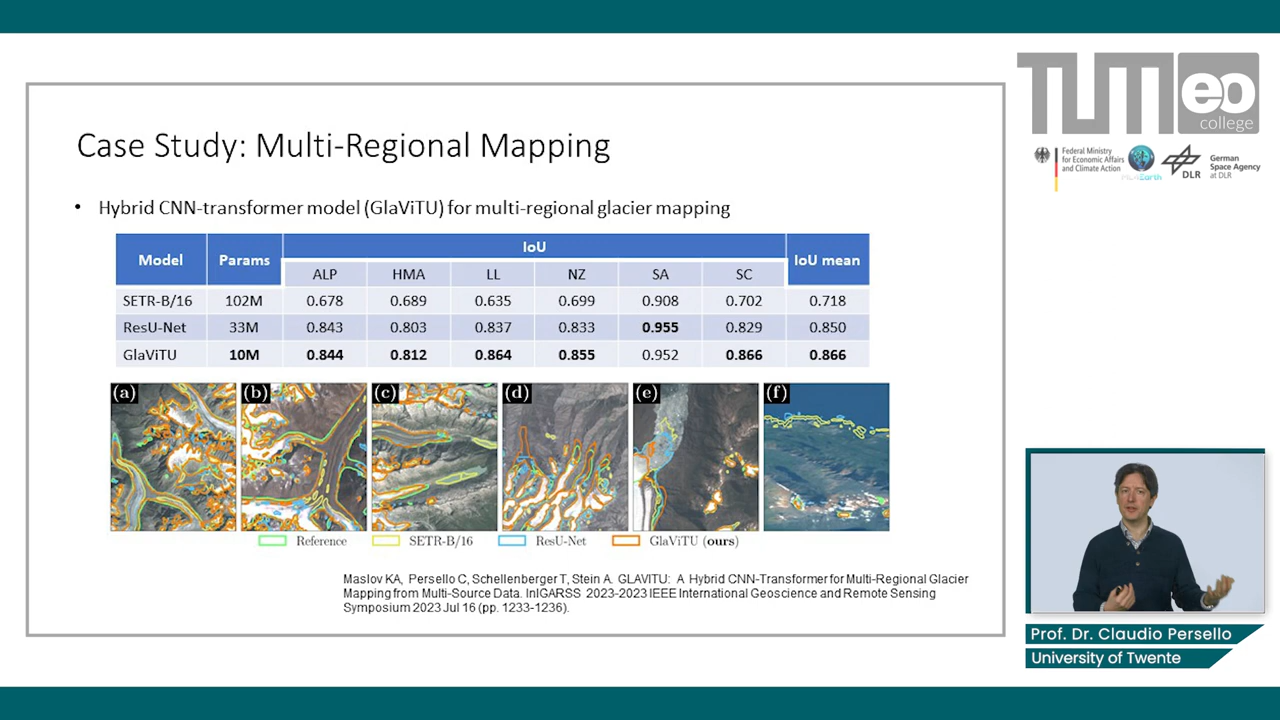 Case Study: Multi-Regional Mapping
• Hybrid CNN-transformer model (GlaViTU) for multi-regional glacier mapping
Model Params IoU IoU mean
ALP HMA LL NZ SA SC
SETR-B/16 102M 0.678 0.689 0.635 0.699 0.908 0.702 0.718
ResU-Net 33M 0.843 0.803 0.837 0.833 0.955 0.829 0.850
GlaViTU 10M 0.844 0.812 0.864 0.855 0.952 0.866 0.866
(a) (b) (c) (d) (e) (f)
Reference SETR-B/16 ResU-Net GlaViTU (ours)
Maslov KA, Persello C, Schellenberger T, Stein A. GLAVITU: A Hybrid CNN-Transformer for Multi-Regional Glacier
Mapping from Multi-Source Data. InIGARSS 2023-2023 IEEE International Geoscience and Remote Sensing
Symposium 2023 Jul 16 (pp. 1233-1236).
TUM eo
college
Federal Ministry
for Economic Affairs
and Climate Action
ML4Earth
DLR
German
Space Agency
at DLR
Prof. Dr. Claudio Persello
University of Twente